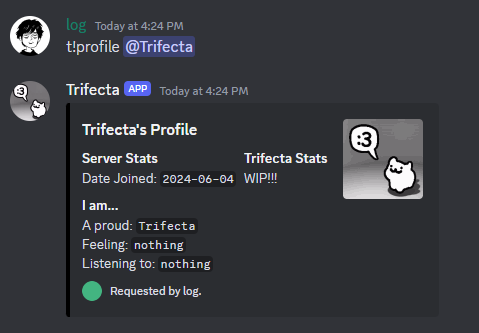 log Today at 4:24 PM
t!profile @Trifecta
Trifecta APP Today at 4:24 PM
Trifecta's Profile
:3
Server Stats Trifecta Stats
Date Joined: 2024-06-04 WIP!!!
I am...
A proud: Trifecta
Feeling: nothing
Listening to: nothing
Requested by log.